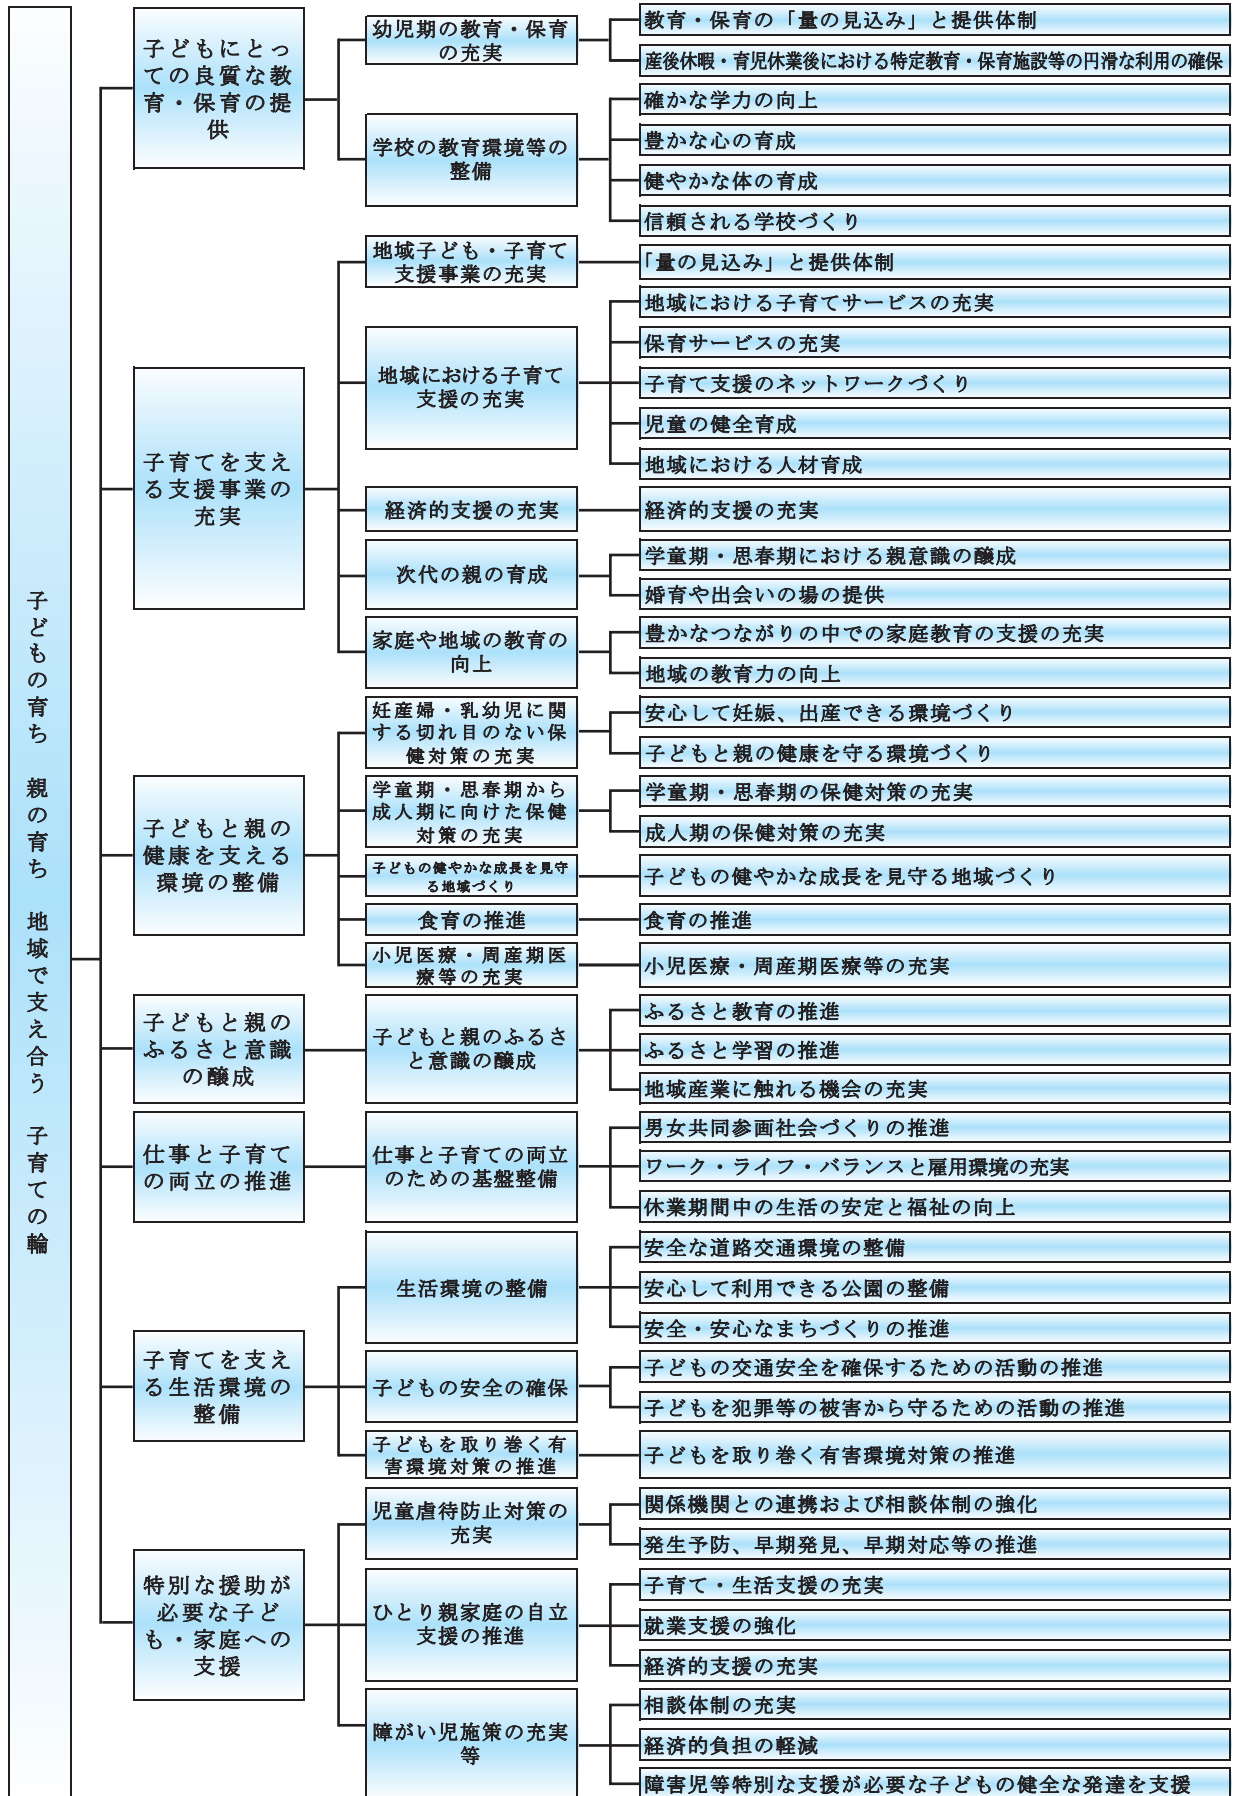 子どもの育ち　親の育ち　地域で支え合う　子育ての輪
子どもにとっ
ての良質な教
育・保育の提
供
幼児期の教育・保育
の充実
教育・保育の「量の見込み」と提供体制
産後休暇・育児休業後における特定教育・保育施設等の円滑な利用の確保
学校の教育環境等の
整備
確かな学力の向上
豊かな心の育成
健やかな体の育成
信頼される学校づくり
子育てを支え
る支援事業の
充実
地域子ども・子育て
支援事業の充実
「量の見込み」と提供体制
地域における子育て
支援の充実
地域における子育てサービスの充実
保育サービスの充実
子育て支援のネットワークづくり
児童の健全育成
地域における人材育成
経済的支援の充実
経済的支援の充実
次代の親の育成
学童期・思春期における親意識の醸成
婚育や出会いの場の提供
家庭や地域の教育の
向上
豊かなつながりの中での家庭教育の支援の充実
地域の教育力の向上
子どもと親の
健康を支える
環境の整備
妊産婦・乳幼児に関
する切れ目のない保
健対策の充実
安心して妊娠、出産できる環境づくり
子どもと親の健康を守る環境づくり
学童期・思春期から
成人期に向けた保健
対策の充実
学童期・思春期の保健対策の充実
成人期の保健対策の充実
子どもの健やかな成長を見守
る地域づくり
子どもの健やかな成長を見守る地域づくり
食育の推進
食育の推進
小児医療・周産期医
療等の充実
小児医療・周産期医療等の充実
子どもと親の
ふるさと意識
の醸成
子どもと親のふるさ
と意識の醸成
ふるさと教育の推進
ふるさと学習の推進
地域産業に触れる機会の充実
仕事と子育て
の両立の推進
仕事と子育ての両立
のための基盤整備
男女共同参画社会づくりの推進
ワーク・ライフ・バランスと雇用環境の充実
休業期間中の生活の安定と福祉の向上
子育てを支え
る生活環境の
整備
生活環境の整備
安全な道路交通環境の整備
安心して利用できる公園の整備
安全・安心なまちづくりの推進
子どもの安全の確保
子どもの交通安全を確保するための活動の推進
子どもを犯罪等の被害から守るための活動の推進
子どもを取り巻く有
害環境対策の推進
子どもを取り巻く有害環境対策の推進
特別な援助が
必要な子ど
も・家庭への
支援
児童虐待防止対策の
充実
関係機関との連携および相談体制の強化
発生予防、早期発見、早期対応等の推進
ひとり親家庭の自立
支援の推進
子育て・生活支援の充実
就業支援の強化
経済的支援の充実
障がい児施策の充実
等
相談体制の充実
経済的負担の軽減
障害児等特別な支援が必要な子どもの健全な発達を支援